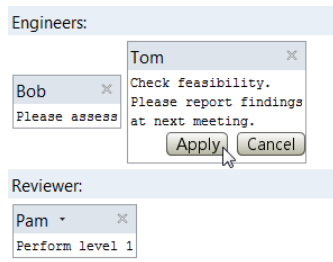 Engineers:
Tom
Bob
Check feasibility.
Please report findings
at next meeting.
Please assess
Apply
Cancel
Reviewer:
Pam
Perform level 1